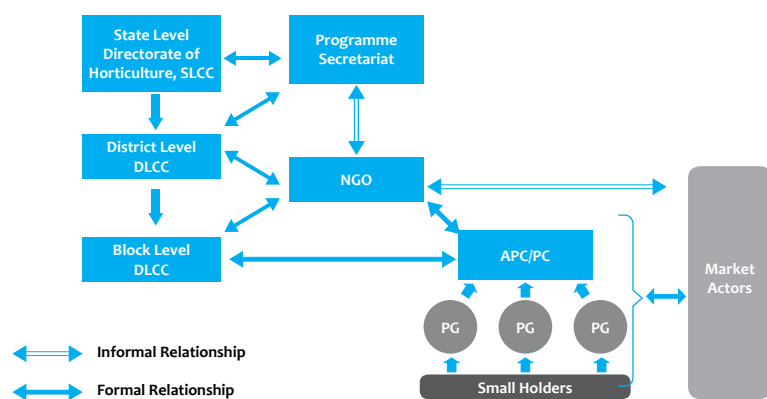 State Level
Directorate of
Horticulture, SLCC
Programme
Secretariat
District Level
DLCC
NGO
Block Level
DLCC
APC/PC
Market
Actors
PG
PG
PG
Small Holders
Informal Relationship
Formal Relationship